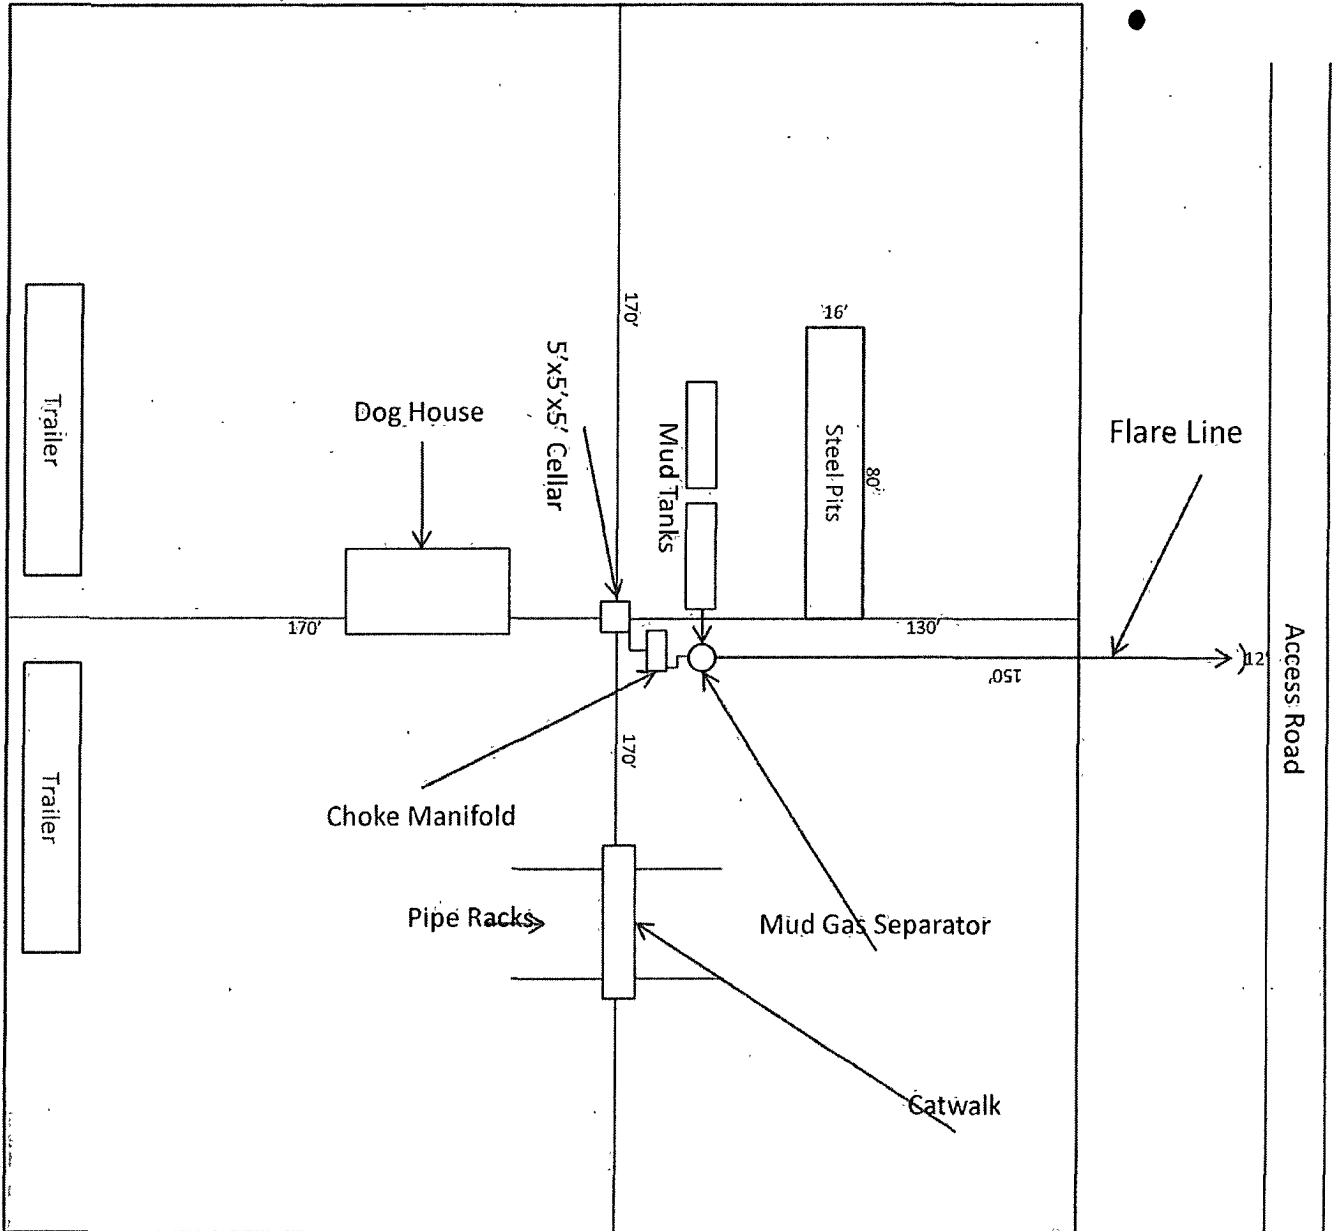 170'
16'
5'x5'x5' Cellar
Dog House
Trailer
Mud Tanks
Steel Pits
80'
Flare Line
170'
130'
150'
12'
Access Road
170'
Trailer
Choke Manifold
Pipe Racks
Mud Gas Separator
Catwalk